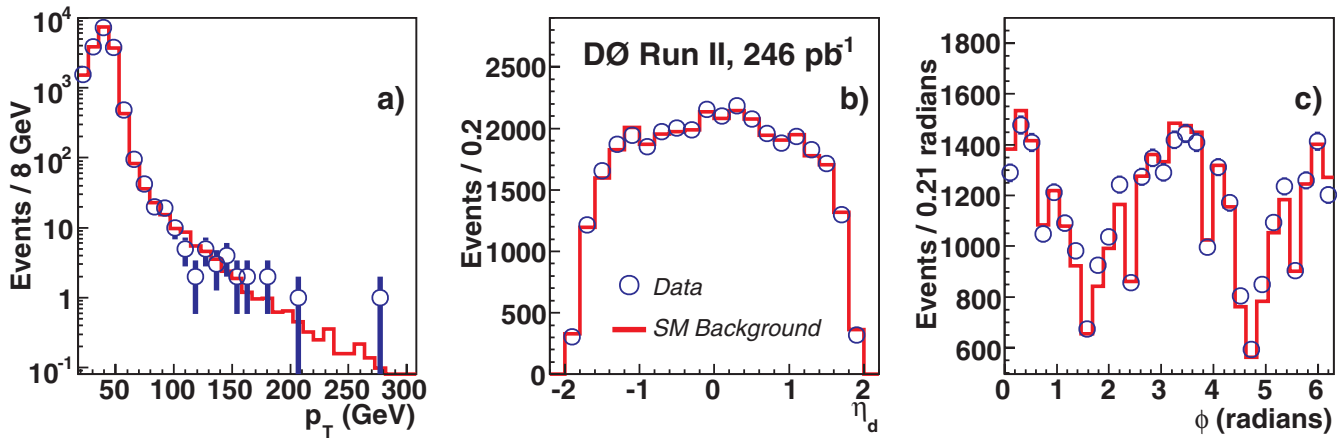 Events / 8 GeV
10⁴
10³
10²
10
1
10⁻¹
a)
50 100 150 200 250 300
p_T (GeV)
Events / 0.2
2500
2000
1500
1000
500
0
DØ Run II, 246 pb⁻¹
b)
Data
SM Background
-2 -1 0 1 2
η_d
Events / 0.21 radians
1800
1600
1400
1200
1000
800
600
c)
0 1 2 3 4 5 6
ϕ (radians)